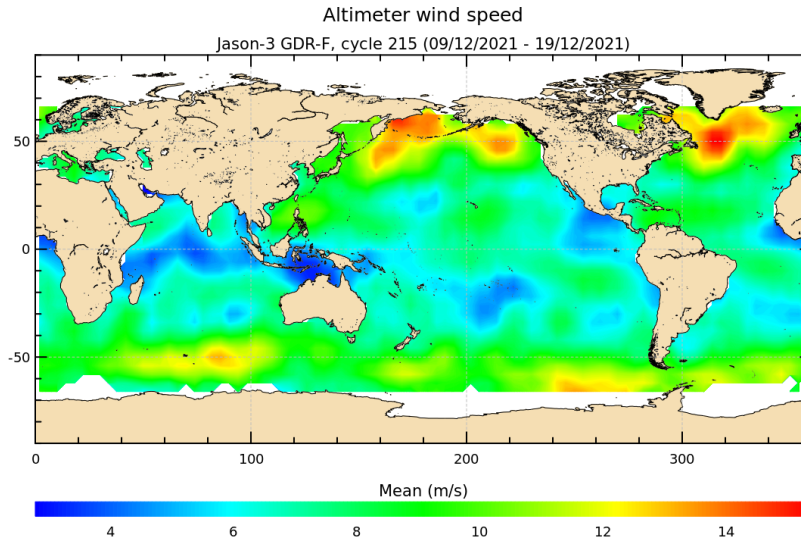 Altimeter wind speed
Jason-3 GDR-F, cycle 215 (09/12/2021 - 19/12/2021)
50
0
-50
0 100 200 300
Mean (m/s)
4 6 8 10 12 14